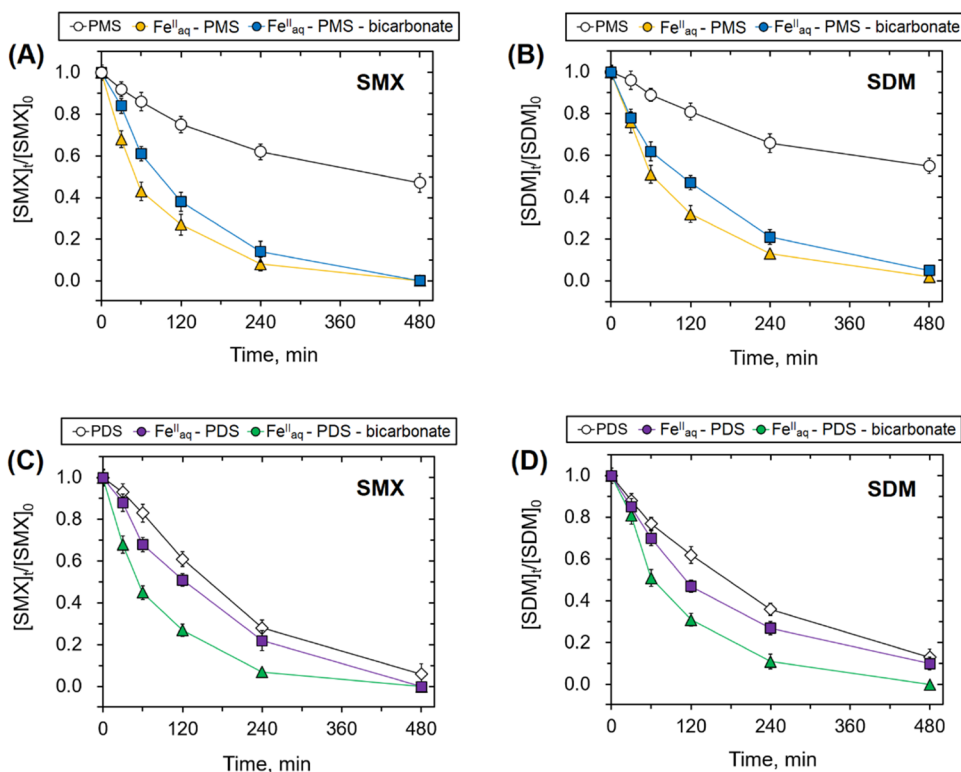 PMS Fe^II_aq - PMS Fe^II_aq - PMS - bicarbonate
(A)
SMX
1.0
0.8
0.6
0.4
0.2
0.0
[SMX]t/[SMX]0
0 120 240 360 480
Time, min
PMS Fe^II_aq - PMS Fe^II_aq - PMS - bicarbonate
(B)
SDM
1.0
0.8
0.6
0.4
0.2
0.0
[SDM]t/[SDM]0
0 120 240 360 480
Time, min
PDS Fe^II_aq - PDS Fe^II_aq - PDS - bicarbonate
(C)
SMX
1.0
0.8
0.6
0.4
0.2
0.0
[SMX]t/[SMX]0
0 120 240 360 480
Time, min
PDS Fe^II_aq - PDS Fe^II_aq - PDS - bicarbonate
(D)
SDM
1.0
0.8
0.6
0.4
0.2
0.0
[SDM]t/[SDM]0
0 120 240 360 480
Time, min